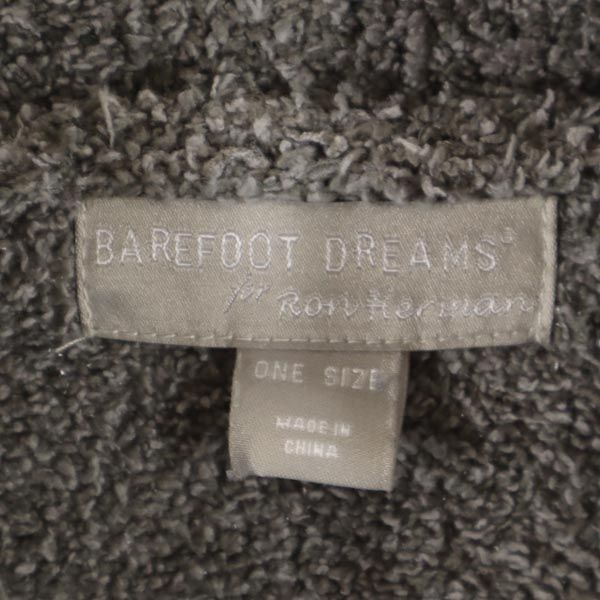 BAREFOOT DREAMS®
for Ron Herman
ONE SIZE
MADE IN
CHINA